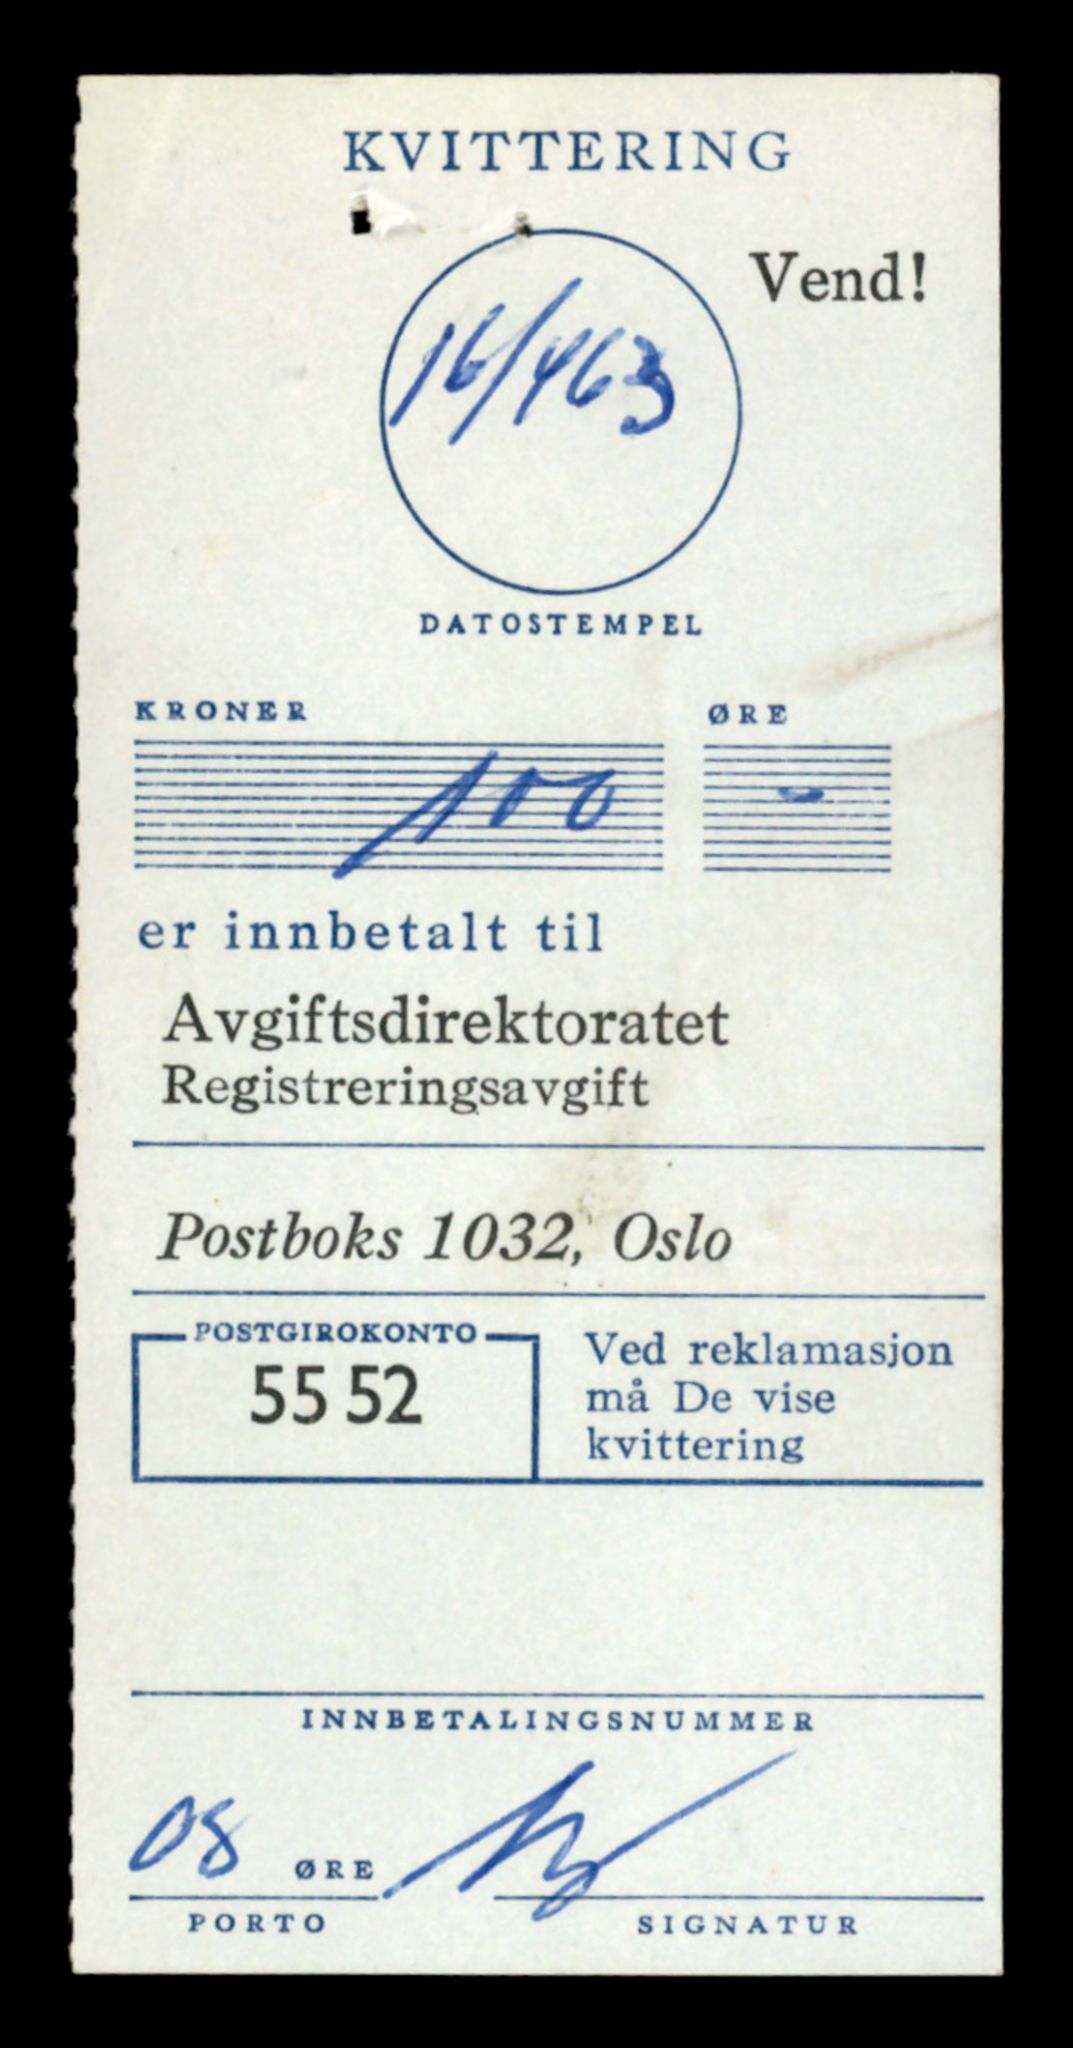 KVITTERING
Vend!
16/463
DATOSTEMPEL
KRONER ØRE
100 -
er innbetalt til
Avgiftsdirektoratet
Registreringsavgift
Postboks 1032, Oslo
POSTGIROKONTO
55 52
Ved reklamasjon
må De vise
kvittering
INNBETALINGSNUMMER
08 ØRE
PORTO SIGNATUR